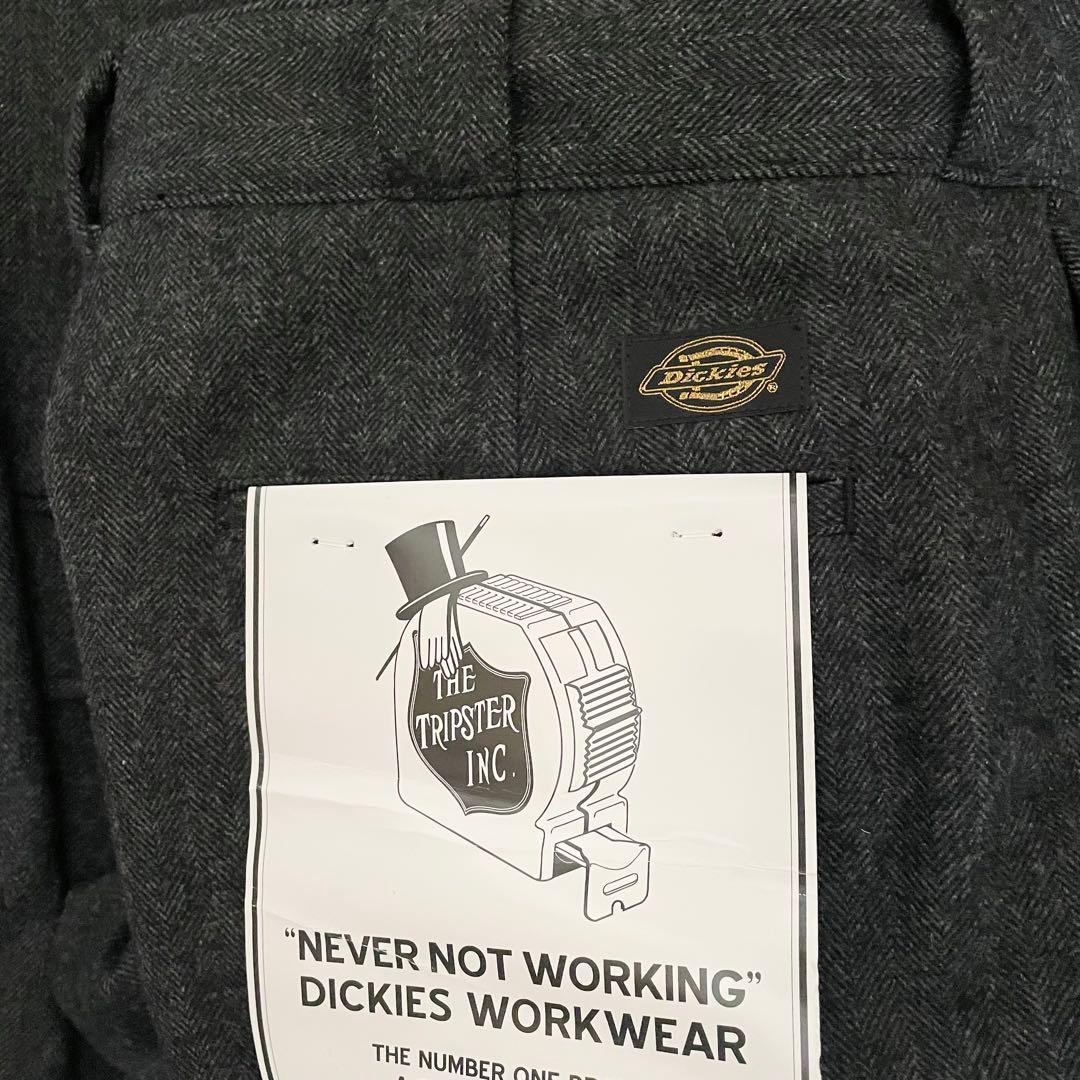 Dickies®
THE
TRIPSTER
INC.
"NEVER NOT WORKING"
DICKIES WORKWEAR
THE NUMBER ONE